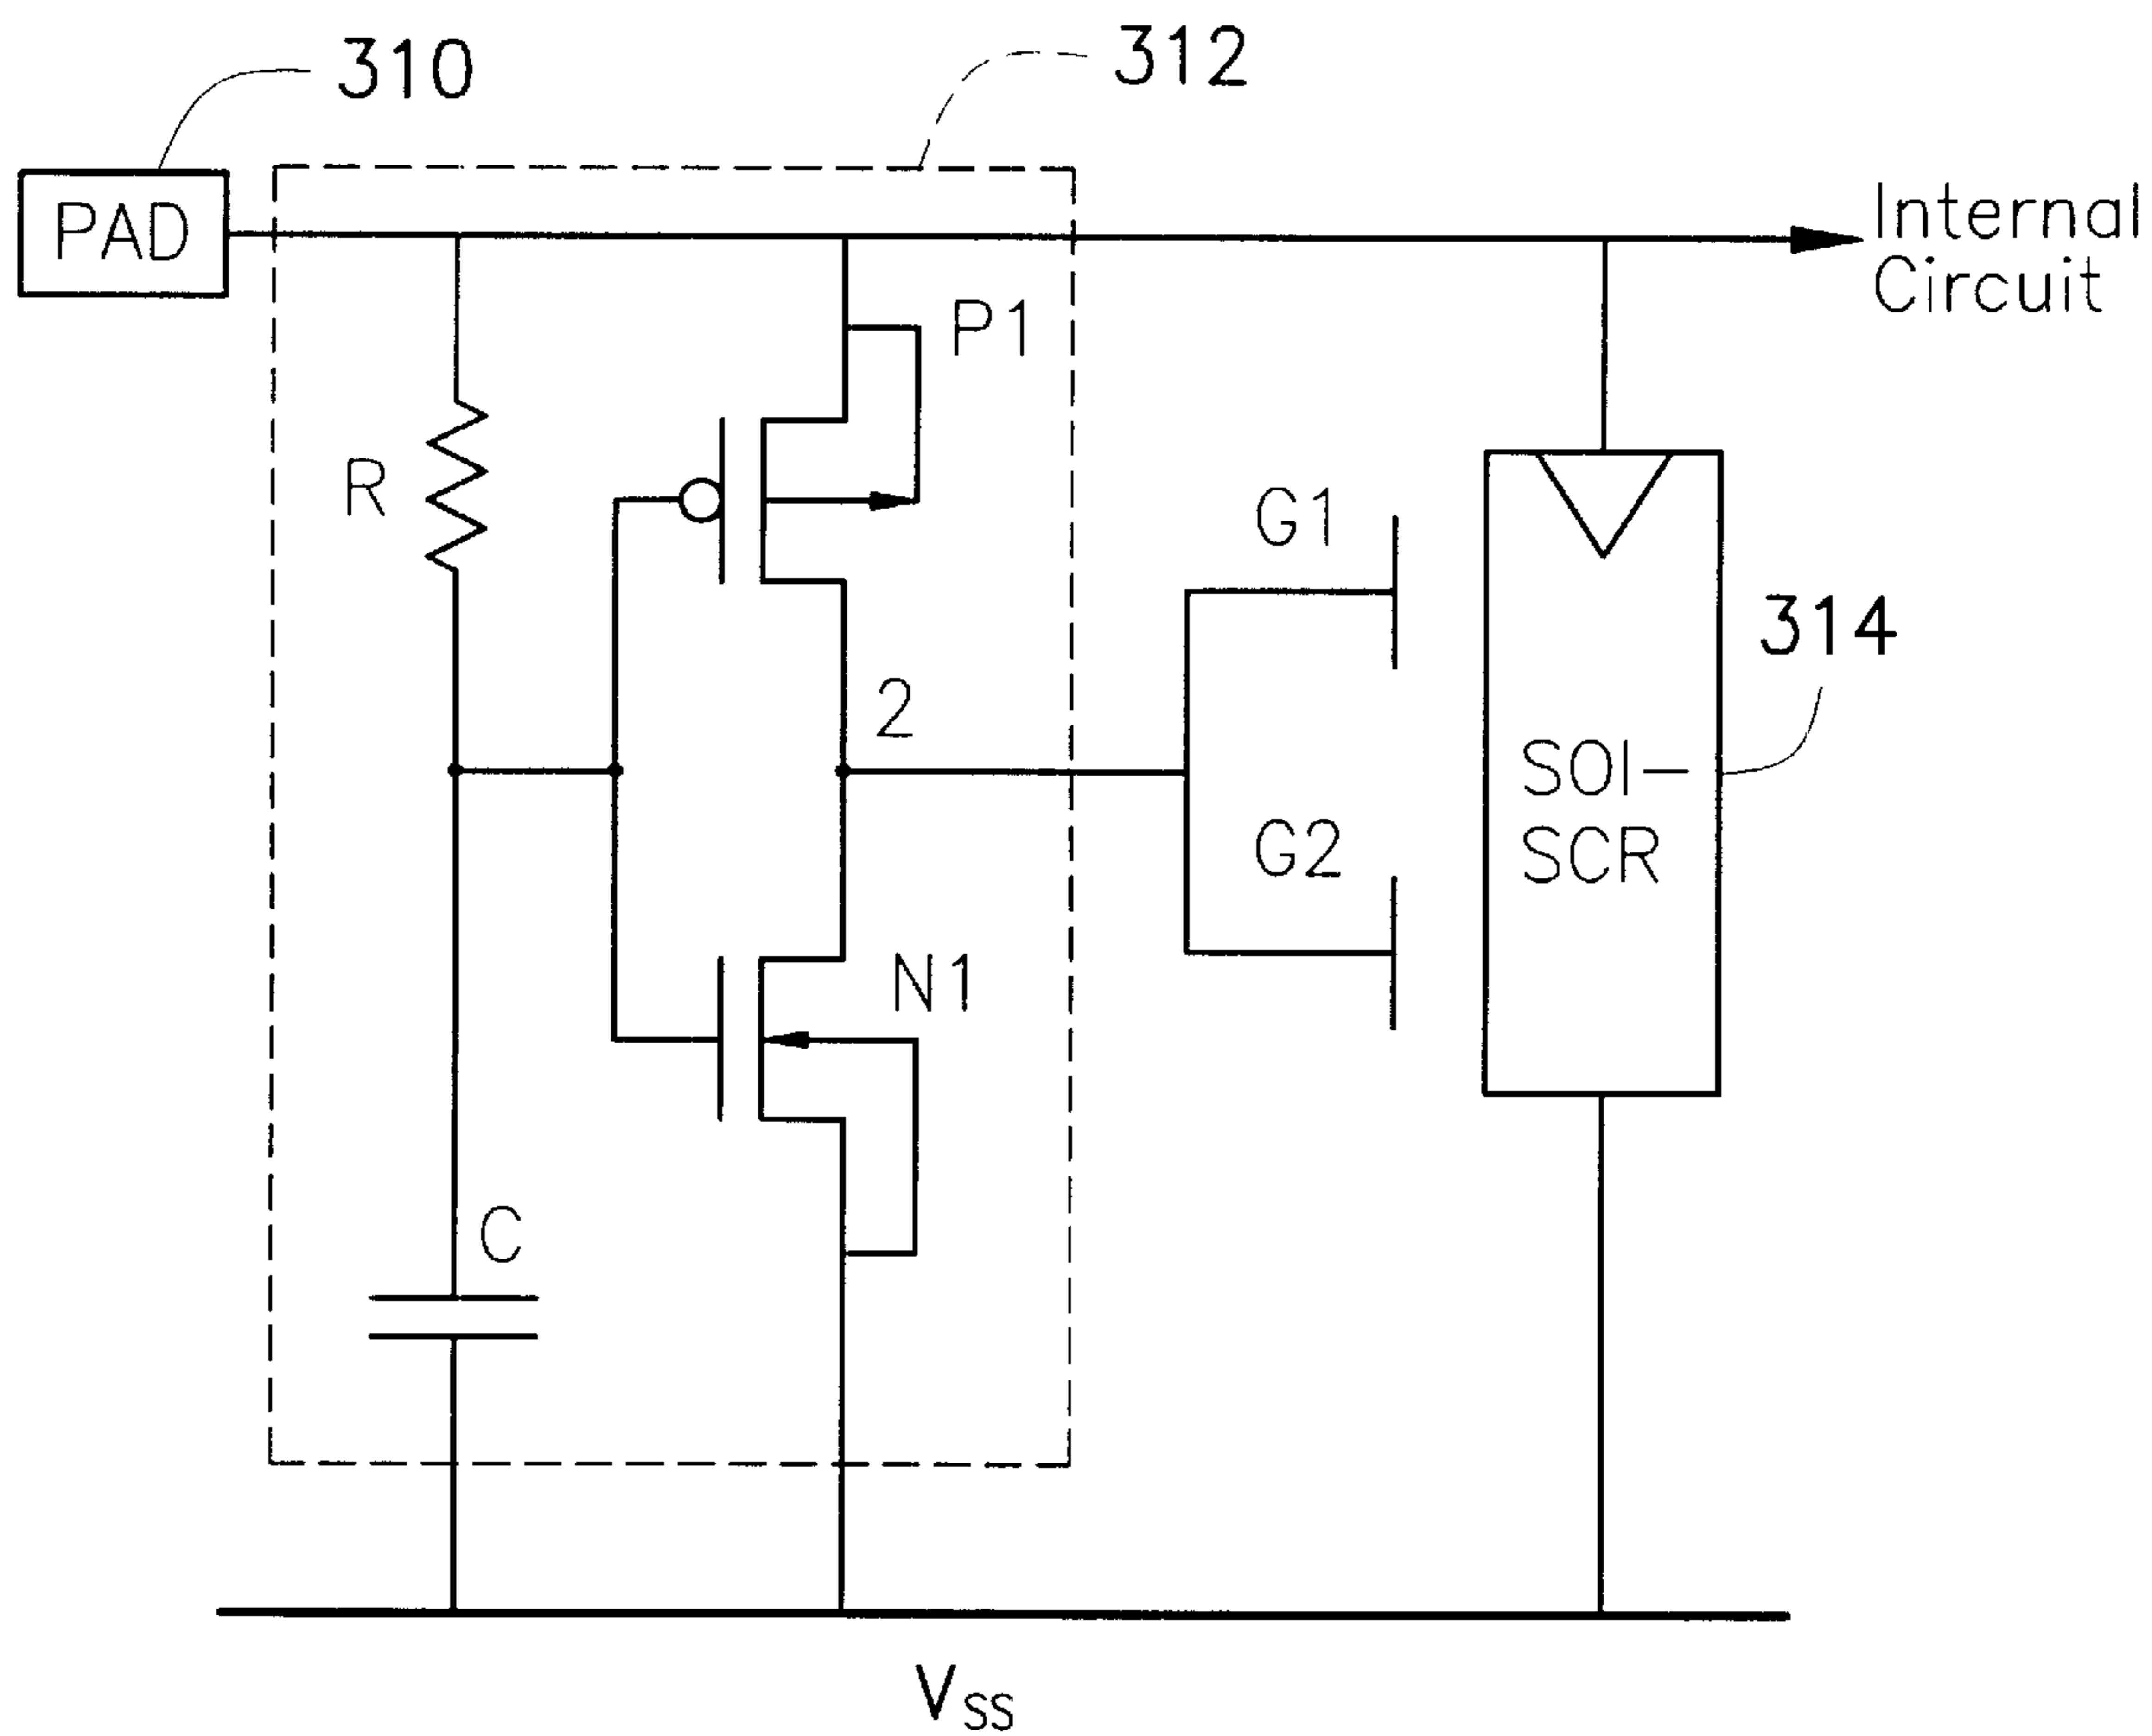 310
312
PAD
Internal
Circuit
P1
R
G1
314
2
SOI-
SCR
G2
N1
C
VSS